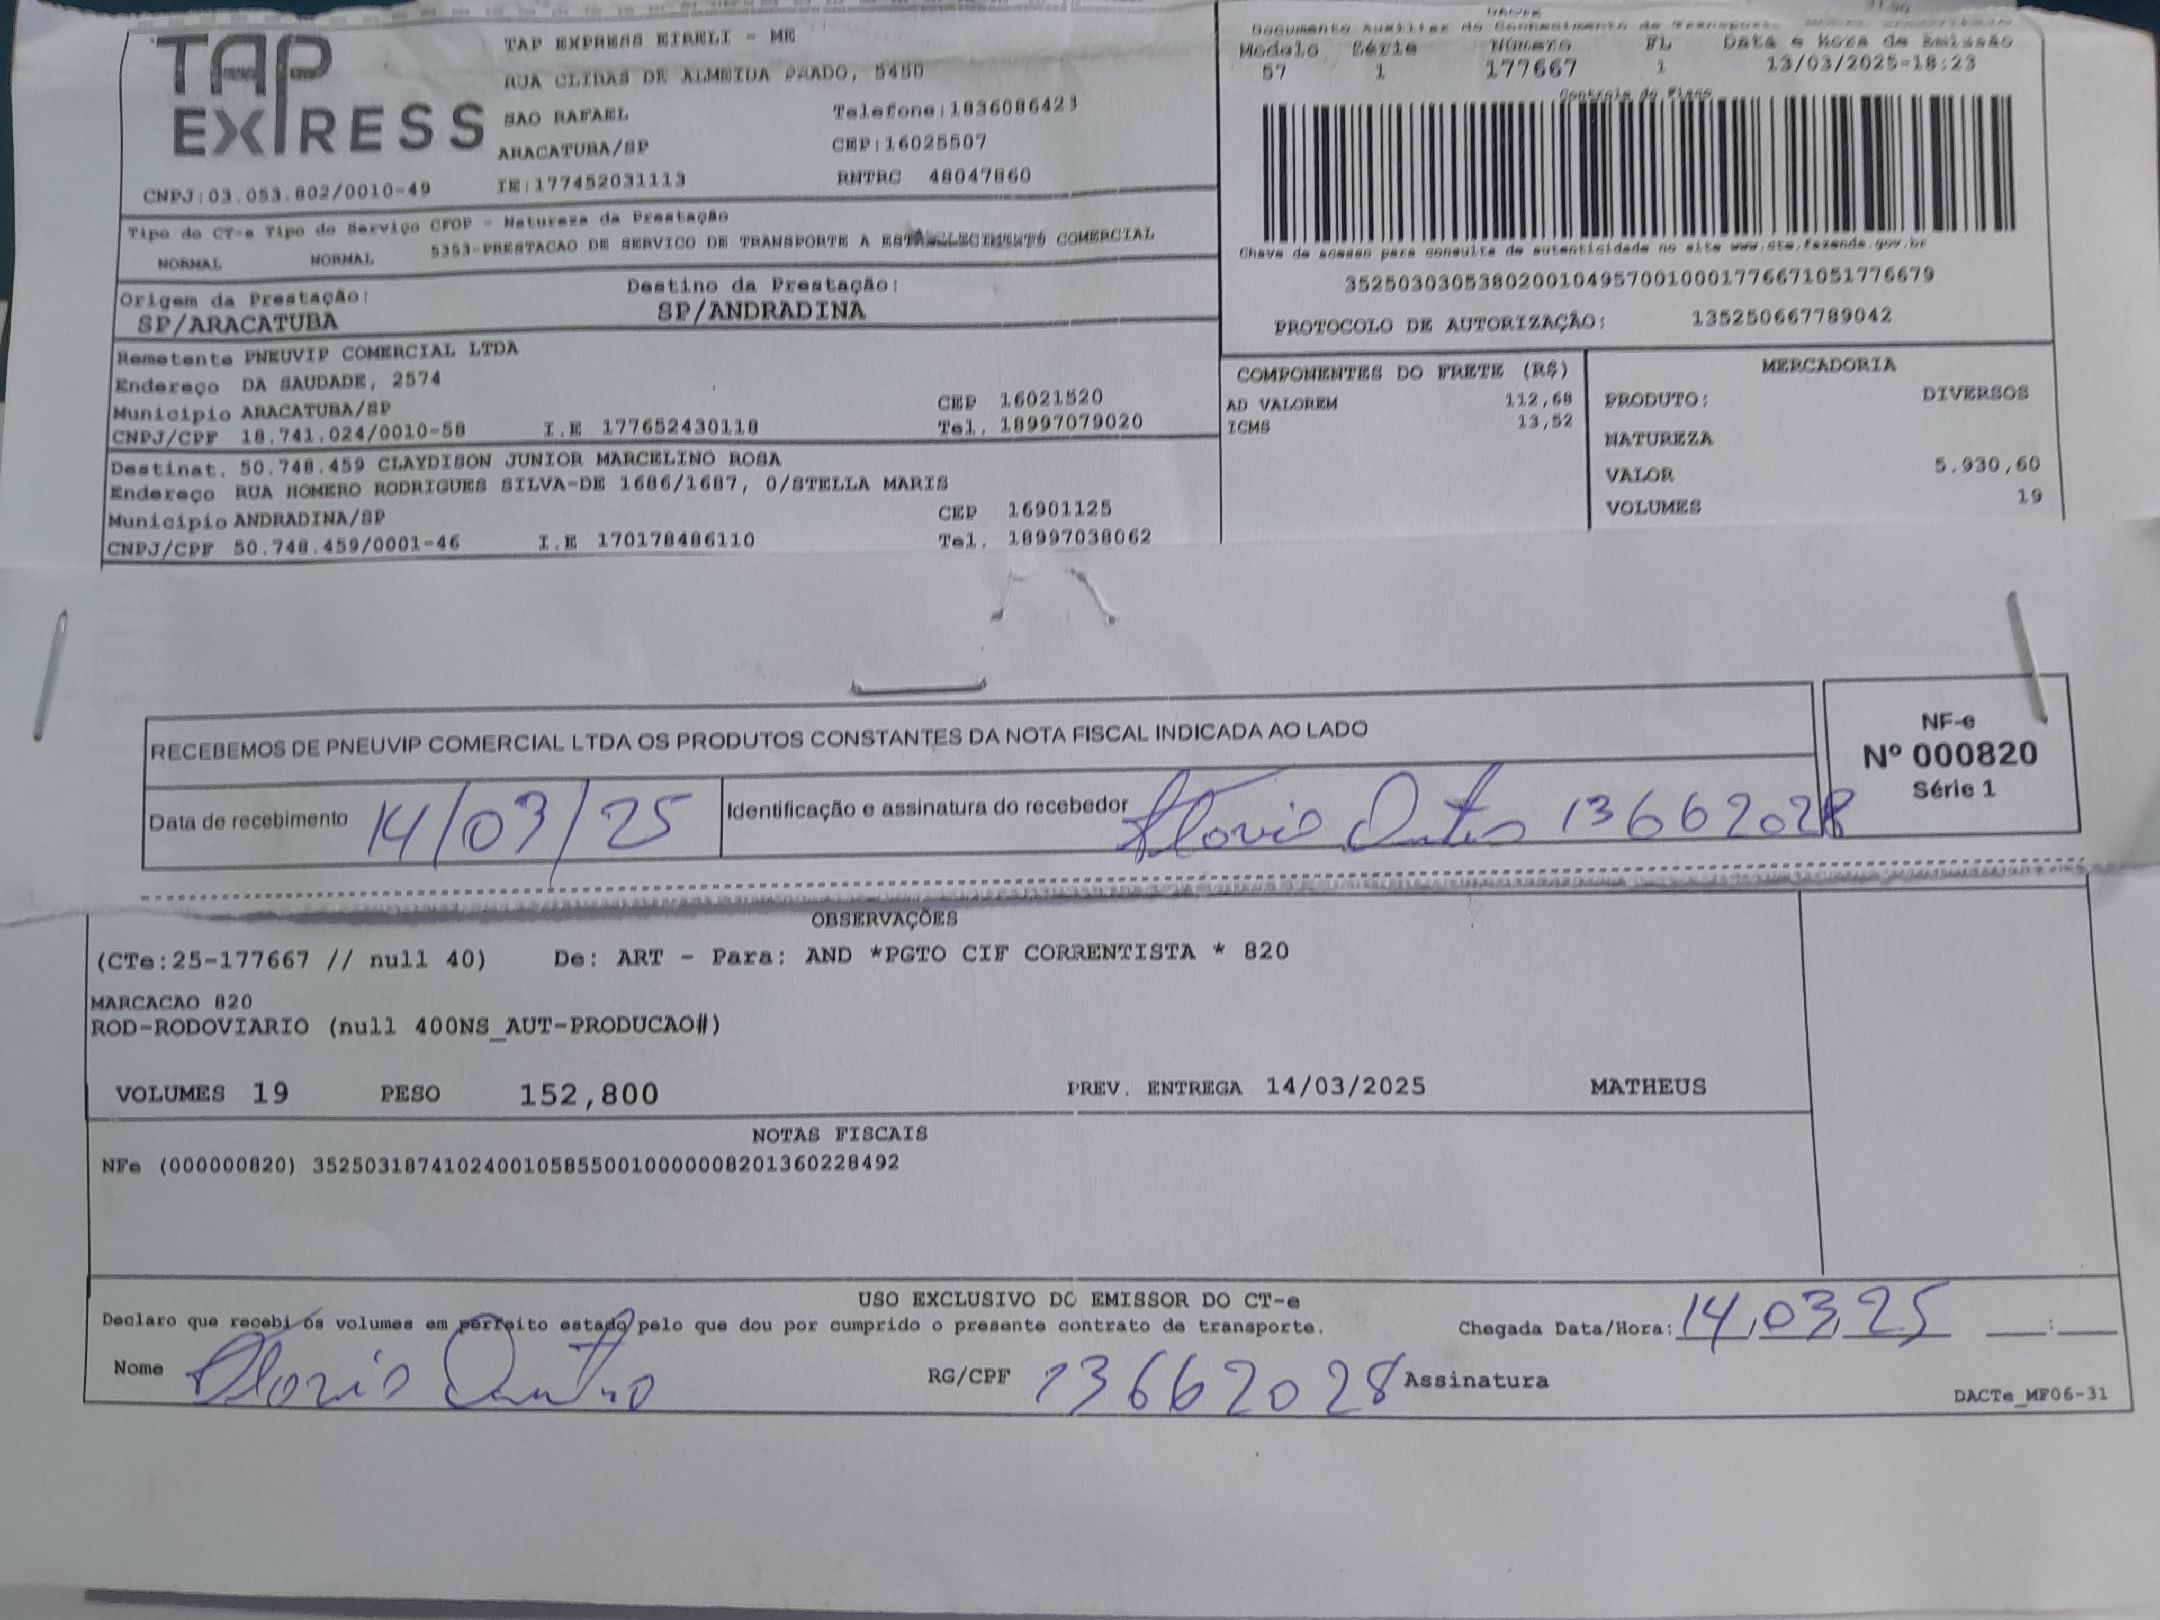 TAP EXPRESS
TAP EXPRESS EIRELI - ME
RUA CLIBAS DE ALMEIDA PRADO, 5450
SAO RAFAEL Telefone:1836086423
ARACATUBA/SP CEP:16025507
CNPJ:03.053.802/0010-49 IE:177452031113 RNTRC 48047860
Documento Auxiliar do Conhecimento de Transporte
Modelo Série Número FL Data e Hora de Emissão
57 1 177667 1 13/03/2025-18:23
Controle do Fisco
Chave de acesso para consulta de autenticidade no site www.cte.fazenda.gov.br
35250303053802001049570010001776671051776679
PROTOCOLO DE AUTORIZAÇÃO: 135250667789042
Tipo do CT-e Tipo do Serviço CFOP - Natureza da Prestação
NORMAL NORMAL 5353-PRESTACAO DE SERVICO DE TRANSPORTE A ESTABELECIMENTO COMERCIAL
Origem da Prestação: Destino da Prestação:
SP/ARACATUBA SP/ANDRADINA
Remetente PNEUVIP COMERCIAL LTDA
Endereço DA SAUDADE, 2574
Município ARACATUBA/SP CEP 16021520
CNPJ/CPF 18.741.024/0010-58 I.E 177652430118 Tel. 18997079020
Destinat. 50.748.459 CLAYDISON JUNIOR MARCELINO ROSA
Endereço RUA HOMERO RODRIGUES SILVA-DE 1686/1687, 0/STELLA MARIS
Município ANDRADINA/SP CEP 16901125
CNPJ/CPF 50.748.459/0001-46 I.E 170178486110 Tel. 18997038062
COMPONENTES DO FRETE (R$)
AD VALOREM 112,68
ICMS 13,52
MERCADORIA
PRODUTO: DIVERSOS
NATUREZA
VALOR 5.930,60
VOLUMES 19
RECEBEMOS DE PNEUVIP COMERCIAL LTDA OS PRODUTOS CONSTANTES DA NOTA FISCAL INDICADA AO LADO
Data de recebimento 14/03/25 Identificação e assinatura do recebedor 13662028
NF-e
Nº 000820
Série 1
OBSERVAÇÕES
(CTe:25-177667 // null 40) De: ART - Para: AND *PGTO CIF CORRENTISTA * 820
MARCACAO 820
ROD-RODOVIARIO (null 400NS_AUT-PRODUCAO#)
VOLUMES 19 PESO 152,800 PREV. ENTREGA 14/03/2025 MATHEUS
NOTAS FISCAIS
NFe (000000820) 35250318741024001058550010000008201360228492
USO EXCLUSIVO DO EMISSOR DO CT-e
Declaro que recebi os volumes em perfeito estado pelo que dou por cumprido o presente contrato de transporte. Chegada Data/Hora: 14,03,25 :
Nome RG/CPF 13662028 Assinatura
DACTe_MF06-31